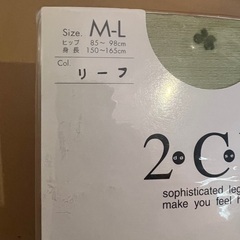 Size. M-L
ヒップ 85～98cm
身長 150～165cm
Col.
リーフ
2・C・
sophisticated leg
make you feel